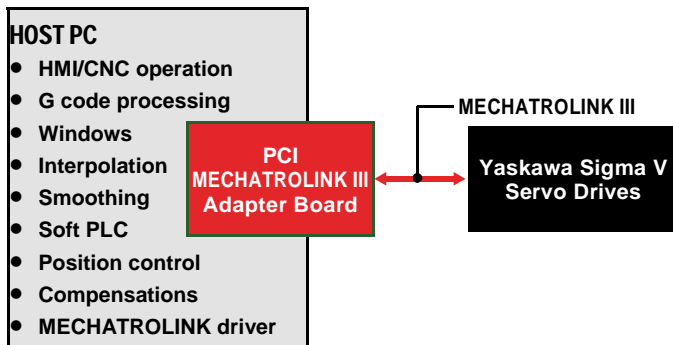 HOST PC
● HMI/CNC operation
● G code processing
● Windows
● Interpolation
● Smoothing
● Soft PLC
● Position control
● Compensations
● MECHATROLINK driver
PCI
MECHATROLINK III
Adapter Board
MECHATROLINK III
Yaskawa Sigma V
Servo Drives